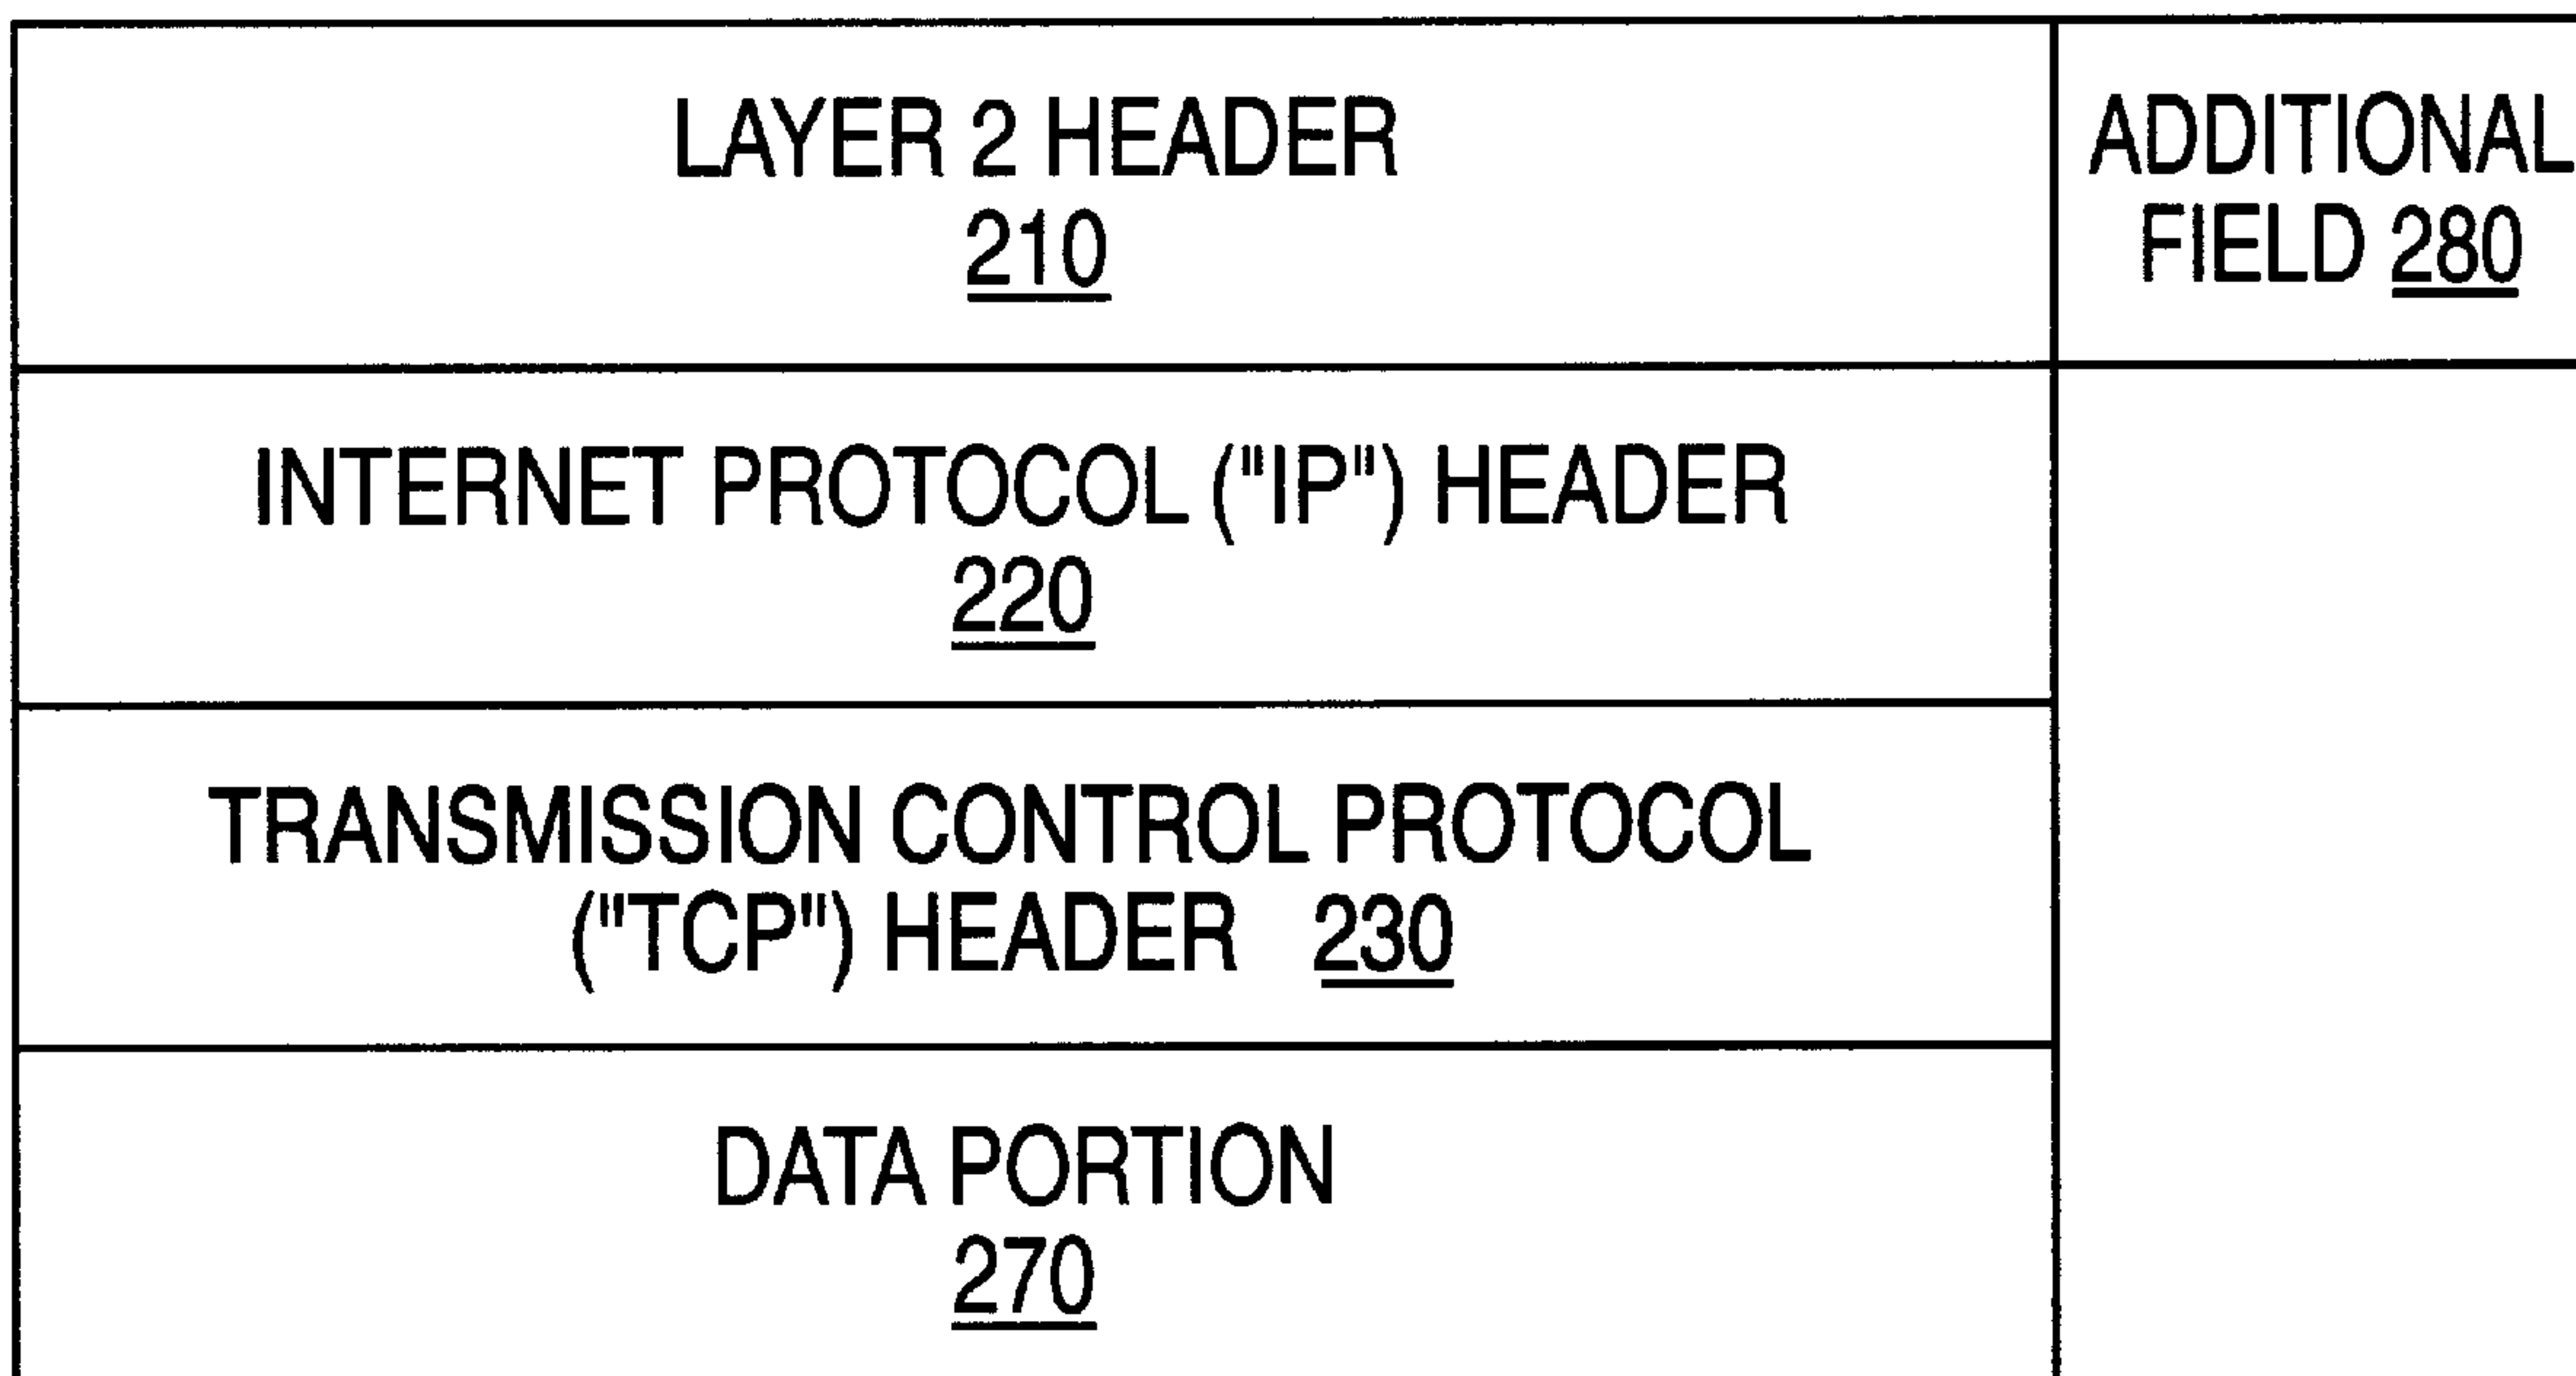 LAYER 2 HEADER
210
ADDITIONAL
FIELD 280
INTERNET PROTOCOL ("IP") HEADER
220
TRANSMISSION CONTROL PROTOCOL
("TCP") HEADER 230
DATA PORTION
270